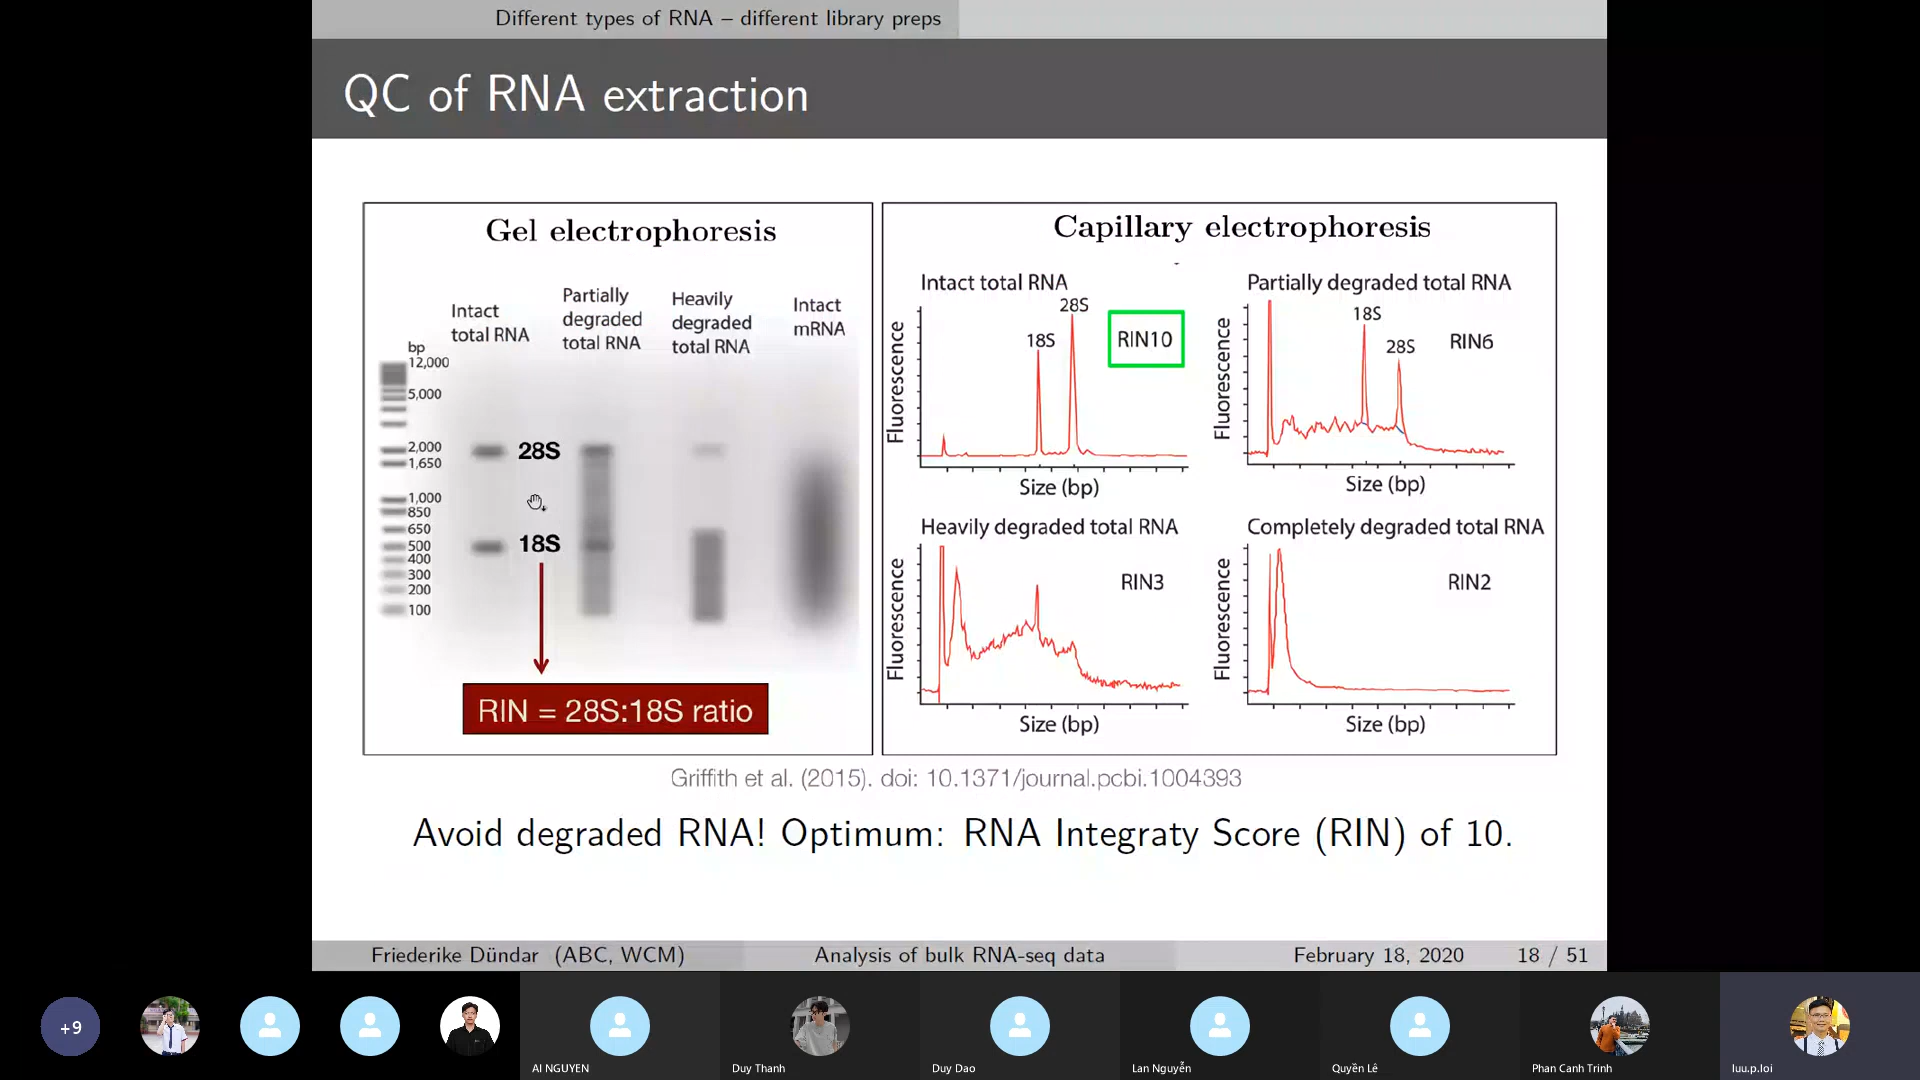 Different types of RNA – different library preps
QC of RNA extraction
Gel electrophoresis
Intact
total RNA
Partially
degraded
total RNA
Heavily
degraded
total RNA
Intact
mRNA
bp
12,000
5,000
2,000
1,650
1,000
850
650
500
400
300
200
100
28S
18S
RIN = 28S:18S ratio
Capillary electrophoresis
Intact total RNA
Fluorescence
18S
28S
RIN10
Size (bp)
Partially degraded total RNA
Fluorescence
18S
28S
RIN6
Size (bp)
Heavily degraded total RNA
Fluorescence
RIN3
Size (bp)
Completely degraded total RNA
Fluorescence
RIN2
Size (bp)
Griffith et al. (2015). doi: 10.1371/journal.pcbi.1004393
Avoid degraded RNA! Optimum: RNA Integraty Score (RIN) of 10.
Friederike Dündar (ABC, WCM) Analysis of bulk RNA-seq data February 18, 2020 18 / 51
+9
AI NGUYEN
Duy Thanh
Duy Dao
Lan Nguyễn
Quyền Lê
Phan Canh Trinh
luu.p.loi